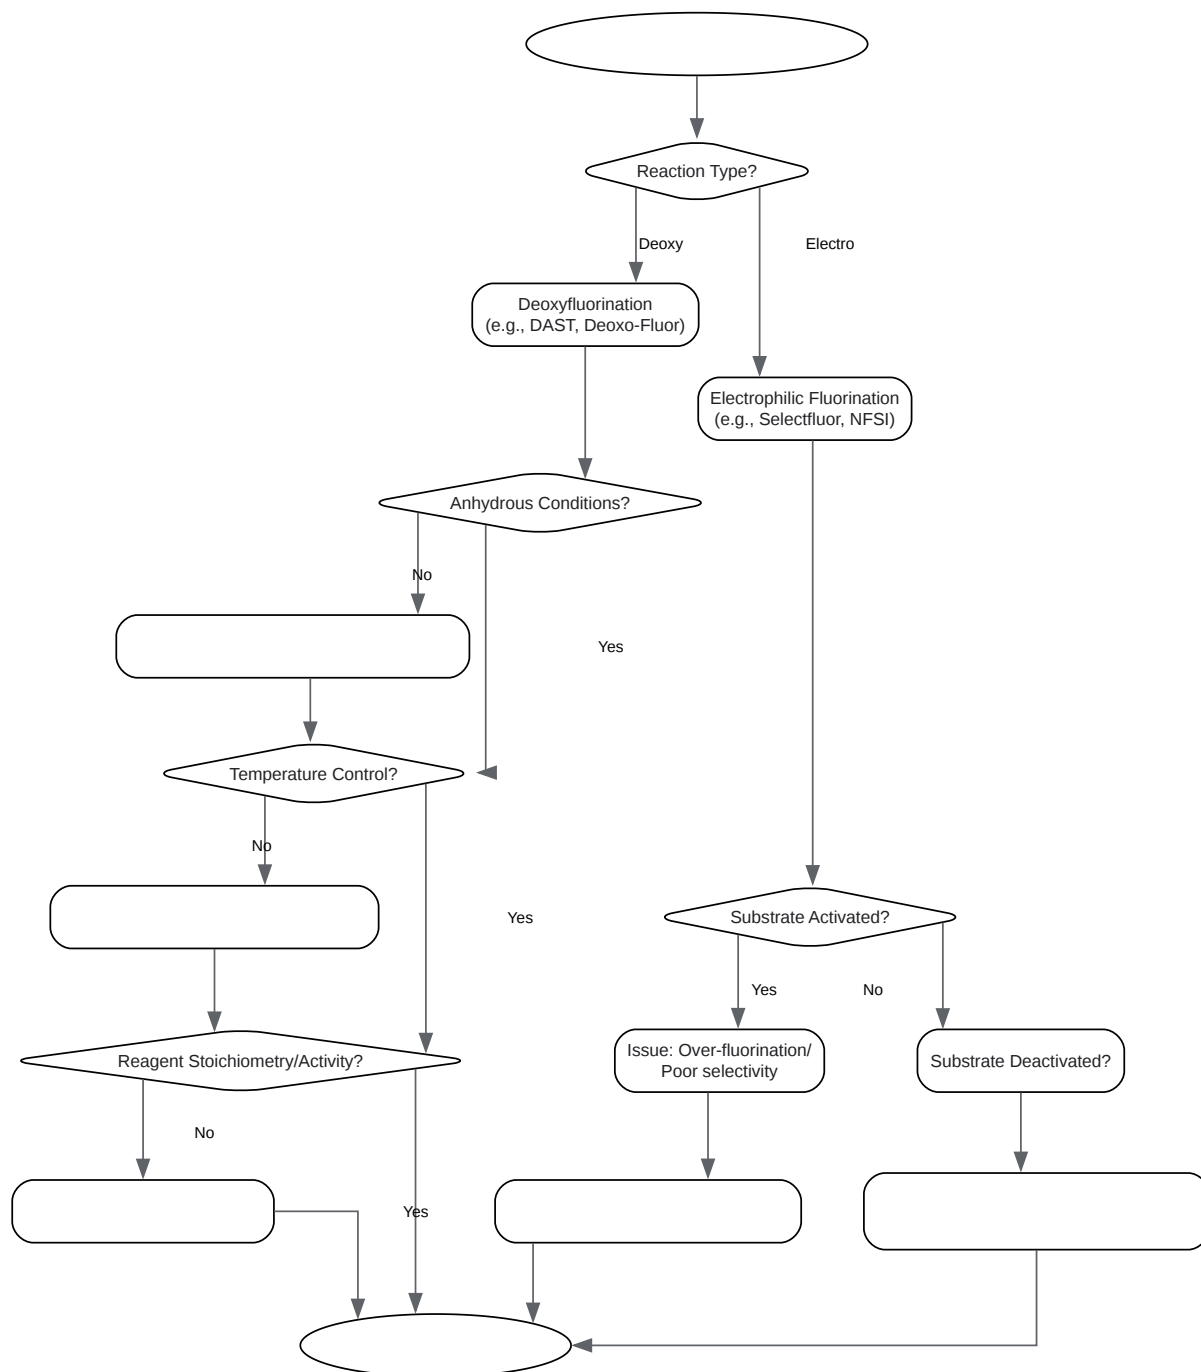 Reaction Type?
Deoxy
Electro
Deoxyfluorination
(e.g., DAST, Deoxo-Fluor)
Electrophilic Fluorination
(e.g., Selectfluor, NFSI)
Anhydrous Conditions?
No
Yes
Temperature Control?
No
Yes
Substrate Activated?
Yes
No
Issue: Over-fluorination/
Poor selectivity
Substrate Deactivated?
Reagent Stoichiometry/Activity?
No
Yes